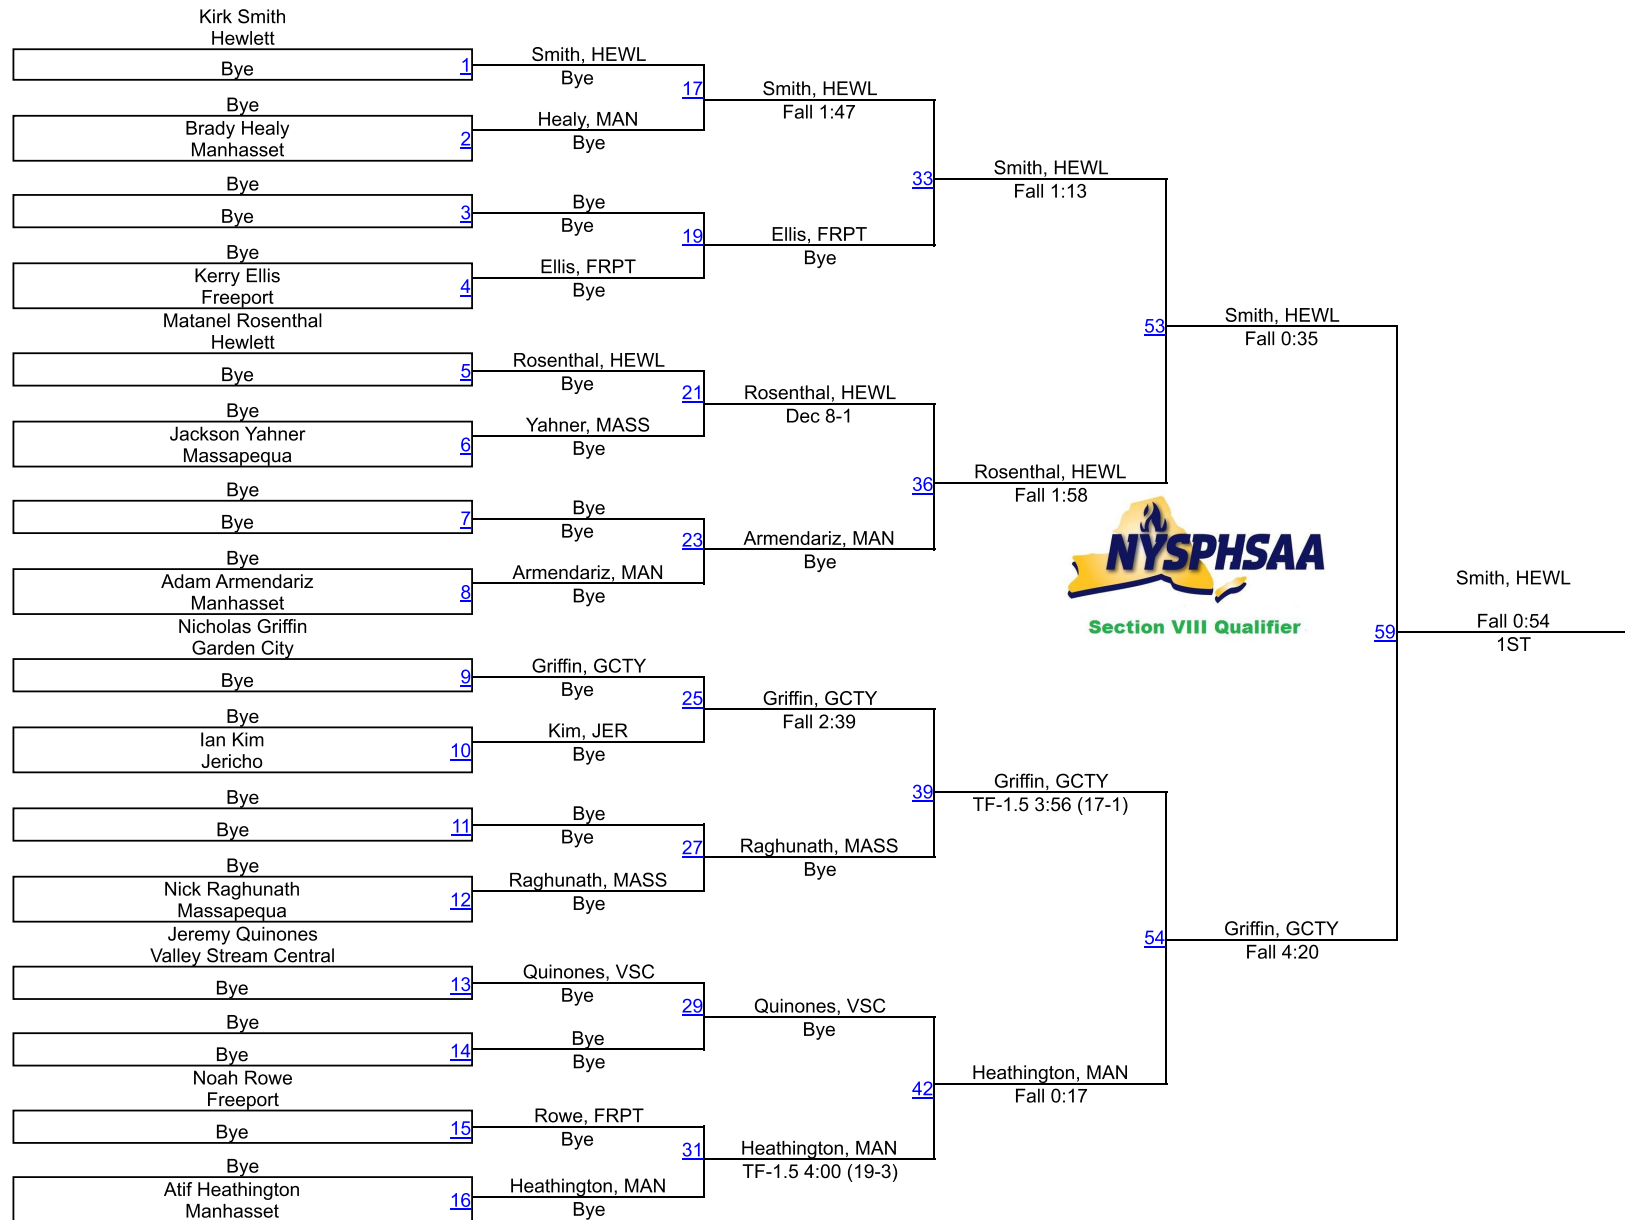 Kirk Smith
Hewlett
Bye
1
Bye
Brady Healy
Manhasset
2
Bye
Bye
3
Bye
Kerry Ellis
Freeport
4
Matanel Rosenthal
Hewlett
Bye
5
Bye
Jackson Yahner
Massapequa
6
Bye
Bye
7
Bye
Adam Armendariz
Manhasset
8
Nicholas Griffin
Garden City
Bye
9
Bye
Ian Kim
Jericho
10
Bye
Bye
11
Bye
Nick Raghunath
Massapequa
12
Jeremy Quinones
Valley Stream Central
Bye
13
Bye
Bye
14
Noah Rowe
Freeport
Bye
15
Bye
Atif Heathington
Manhasset
16
Smith, HEWL
Bye
17
Healy, MAN
Bye
Bye
Bye
19
Ellis, FRPT
Bye
Rosenthal, HEWL
Bye
21
Yahner, MASS
Bye
Bye
Bye
23
Armendariz, MAN
Bye
Griffin, GCTY
Bye
25
Kim, JER
Bye
Bye
Bye
27
Raghunath, MASS
Bye
Quinones, VSC
Bye
29
Bye
Bye
Rowe, FRPT
Bye
31
Heathington, MAN
Bye
Smith, HEWL
Fall 1:47
33
Ellis, FRPT
Bye
Rosenthal, HEWL
Dec 8-1
36
Armendariz, MAN
Bye
Griffin, GCTY
Fall 2:39
39
Raghunath, MASS
Bye
Quinones, VSC
Bye
42
Heathington, MAN
TF-1.5 4:00 (19-3)
Smith, HEWL
Fall 1:13
53
Rosenthal, HEWL
Fall 1:58
NYSPHSAA
Section VIII Qualifier
Griffin, GCTY
TF-1.5 3:56 (17-1)
54
Heathington, MAN
Fall 0:17
Smith, HEWL
Fall 0:35
59
Griffin, GCTY
Fall 4:20
Smith, HEWL
Fall 0:54
1ST